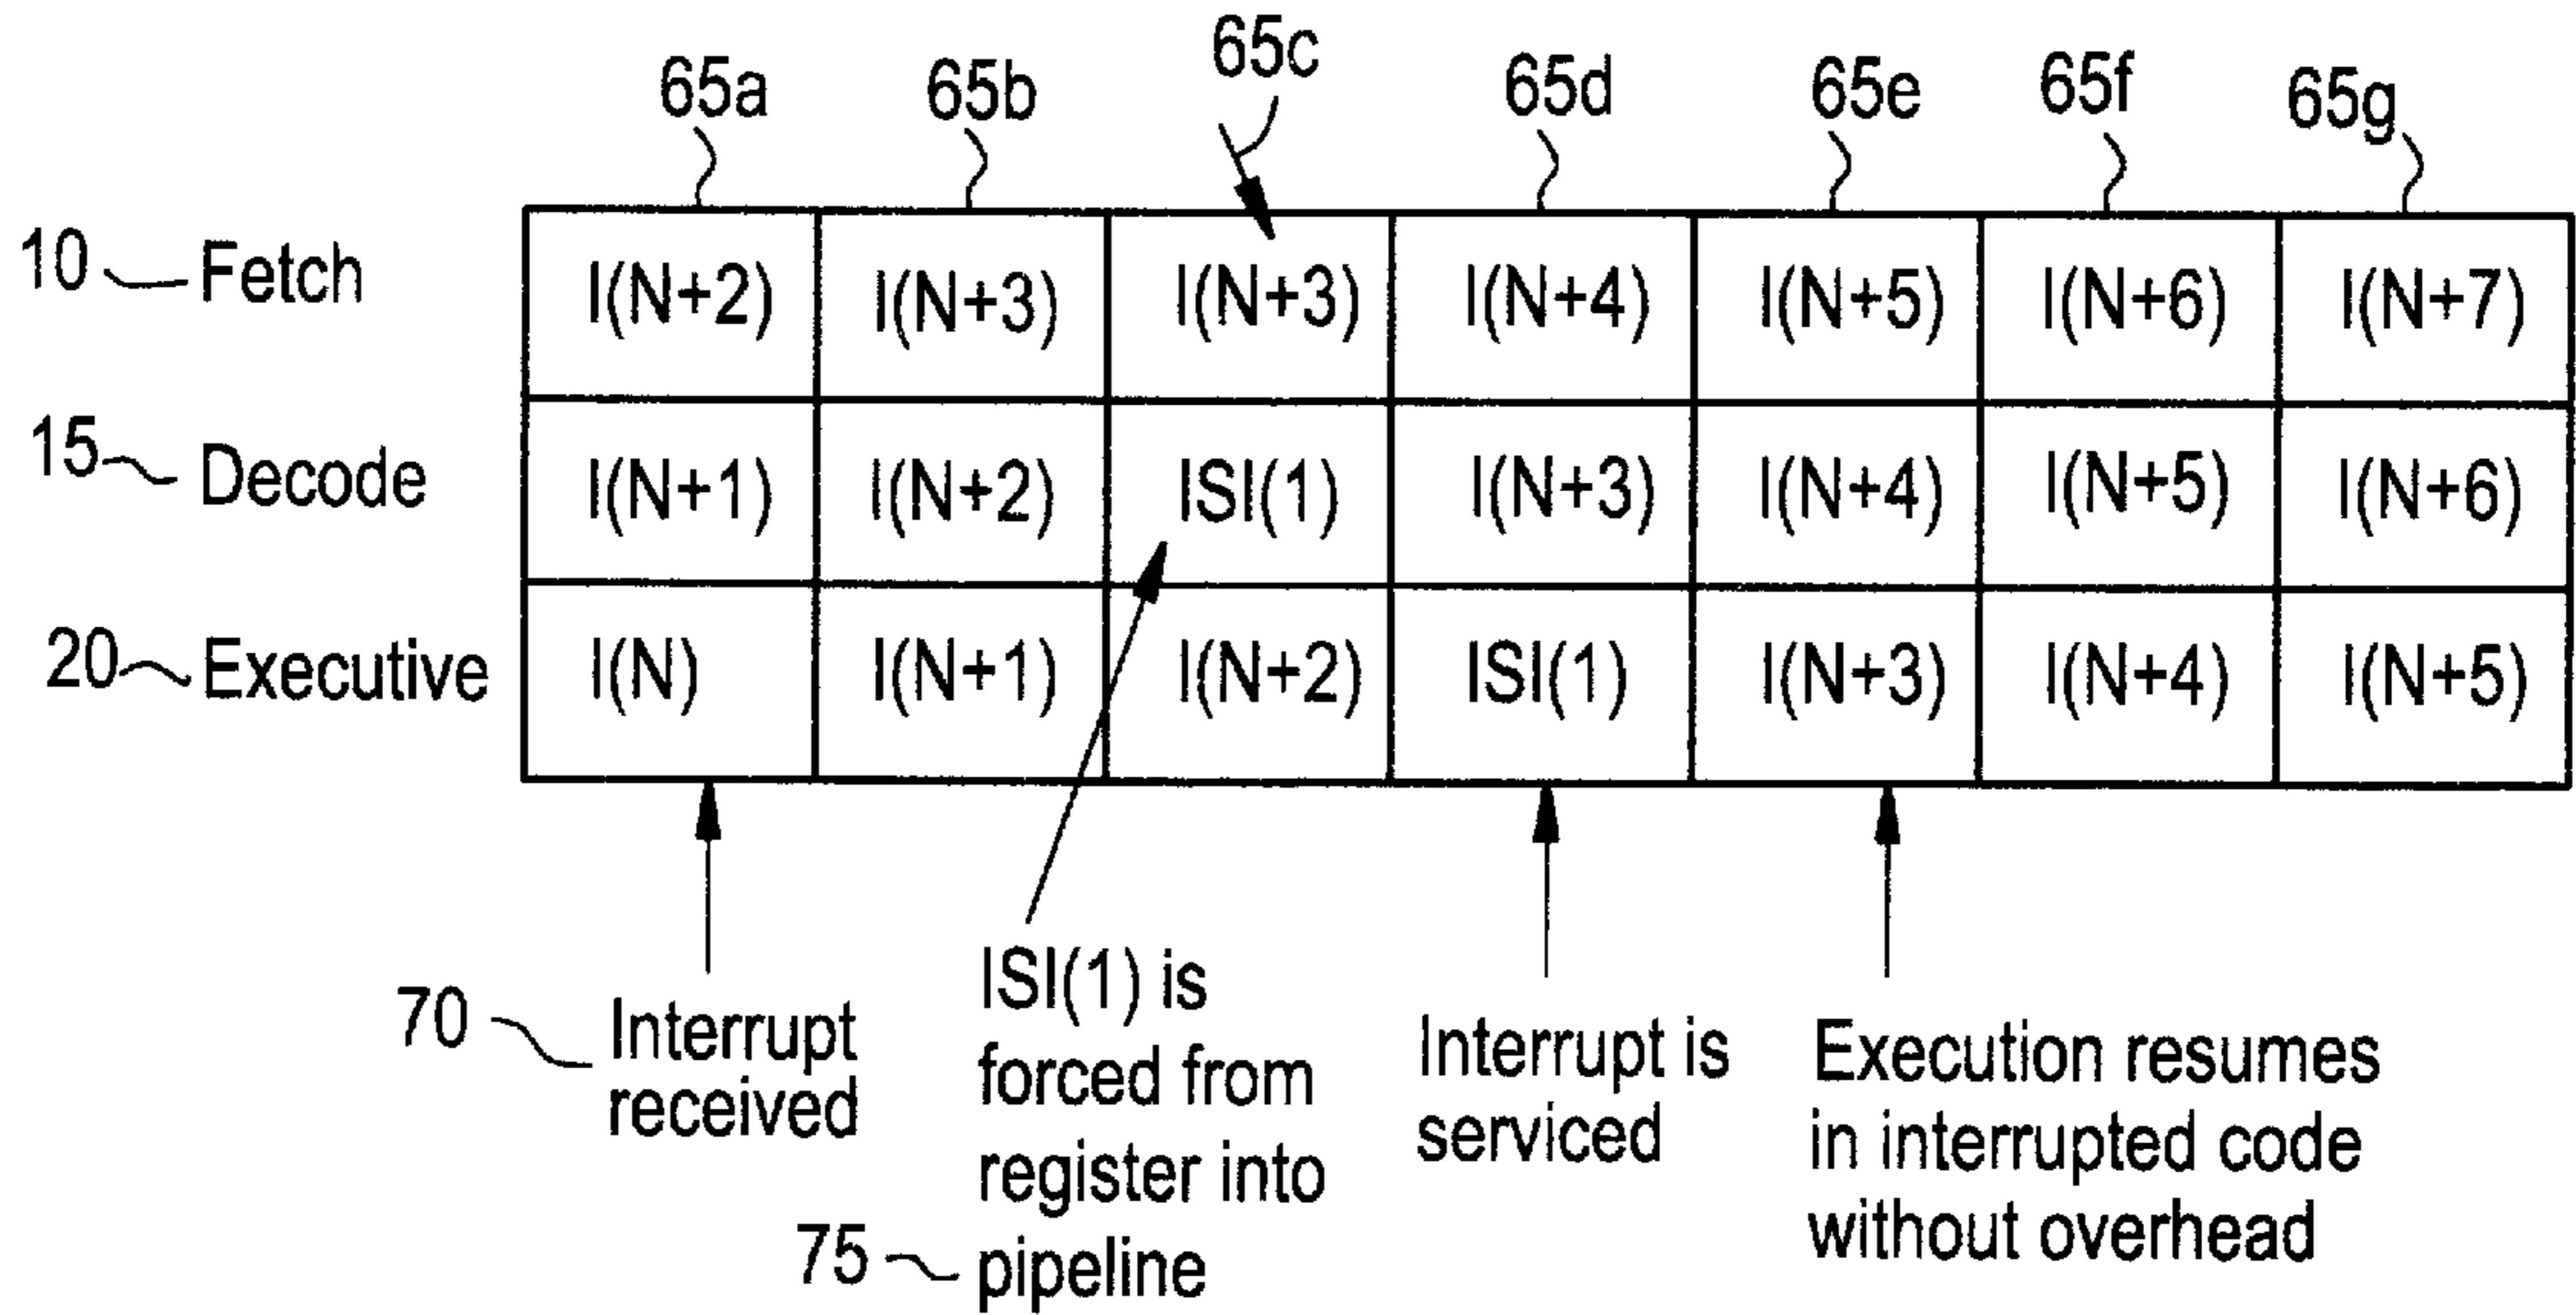 65a 65b 65c 65d 65e 65f 65g
10 Fetch I(N+2) I(N+3) I(N+3) I(N+4) I(N+5) I(N+6) I(N+7)
15 Decode I(N+1) I(N+2) ISI(1) I(N+3) I(N+4) I(N+5) I(N+6)
20 Executive I(N) I(N+1) I(N+2) ISI(1) I(N+3) I(N+4) I(N+5)
70 Interrupt
received
ISI(1) is
forced from
register into
75 pipeline
Interrupt is
serviced
Execution resumes
in interrupted code
without overhead